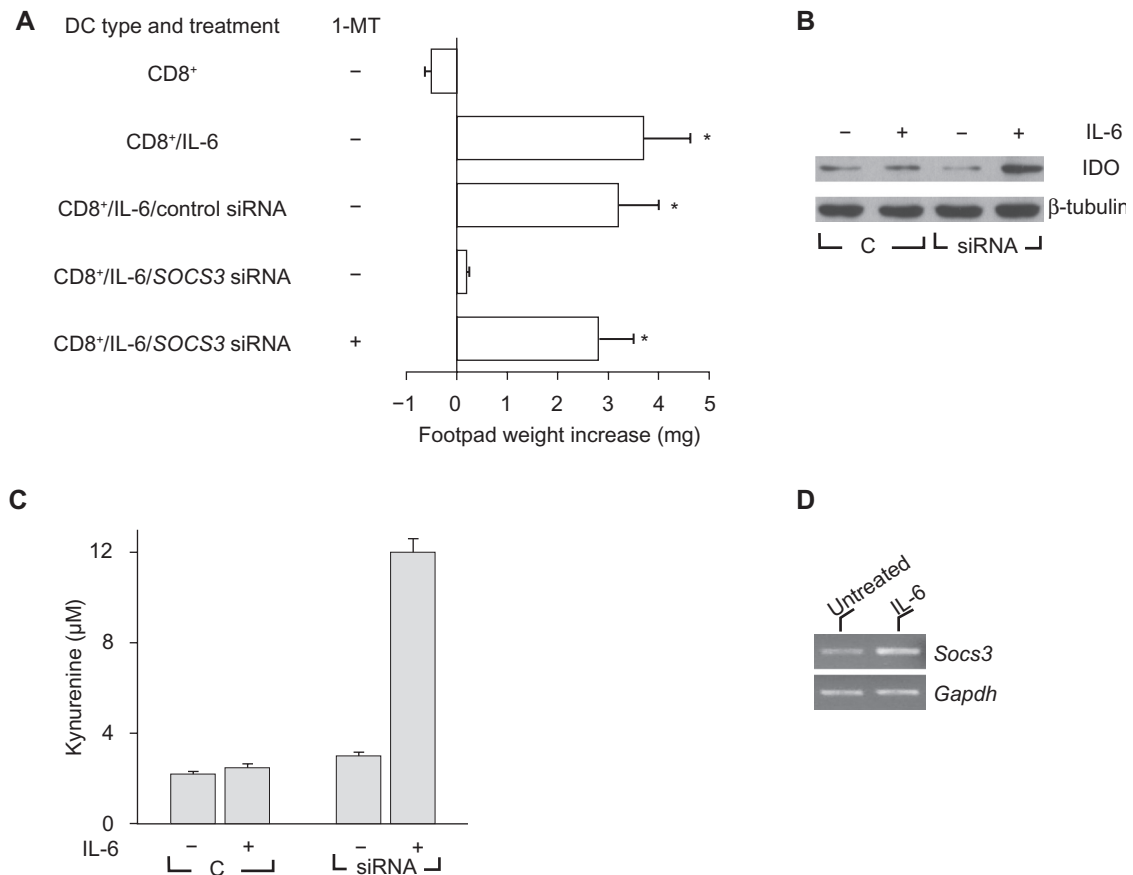 A
DC type and treatment 1-MT
CD8⁺ −
CD8⁺/IL-6 − *
CD8⁺/IL-6/control siRNA − *
CD8⁺/IL-6/SOCS3 siRNA −
CD8⁺/IL-6/SOCS3 siRNA + *
−1 0 1 2 3 4 5
Footpad weight increase (mg)
B
− + − + IL-6
IDO
β-tubulin
C siRNA
C
Kynurenine (μM)
12
8
4
0
IL-6 − + − +
C siRNA
D
Untreated IL-6
Socs3
Gapdh